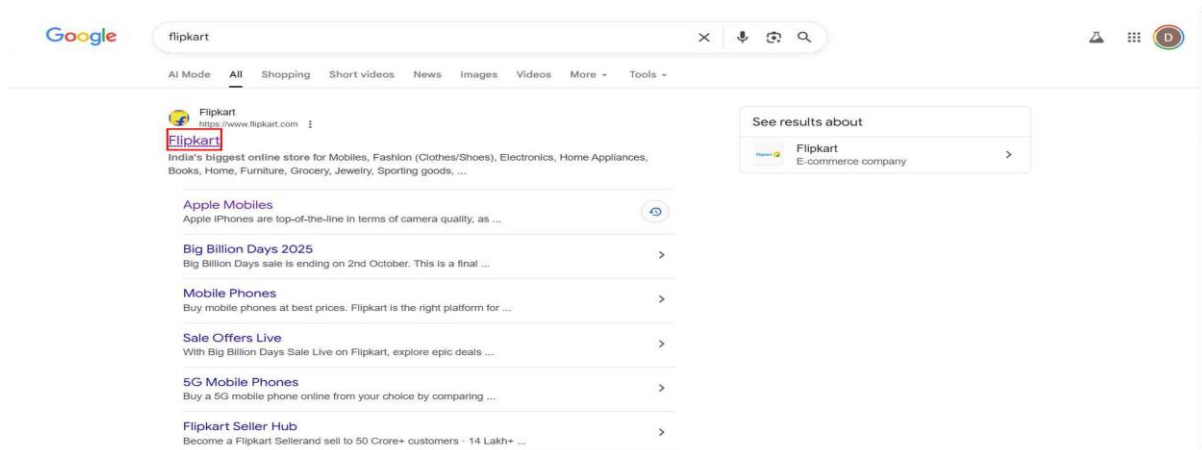 Google
flipkart
AI Mode All Shopping Short videos News Images Videos More Tools
D
Flipkart
https://www.flipkart.com
Flipkart
India's biggest online store for Mobiles, Fashion (Clothes/Shoes), Electronics, Home Appliances,
Books, Home, Furniture, Grocery, Jewelry, Sporting goods, ...
Apple Mobiles
Apple iPhones are top-of-the-line in terms of camera quality, as ...
Big Billion Days 2025
Big Billion Days sale is ending on 2nd October. This is a final ...
Mobile Phones
Buy mobile phones at best prices. Flipkart is the right platform for ...
Sale Offers Live
With Big Billion Days Sale Live on Flipkart, explore epic deals ...
5G Mobile Phones
Buy a 5G mobile phone online from your choice by comparing ...
Flipkart Seller Hub
Become a Flipkart Sellerand sell to 50 Crore+ customers · 14 Lakh+ ...
See results about
Flipkart
E-commerce company